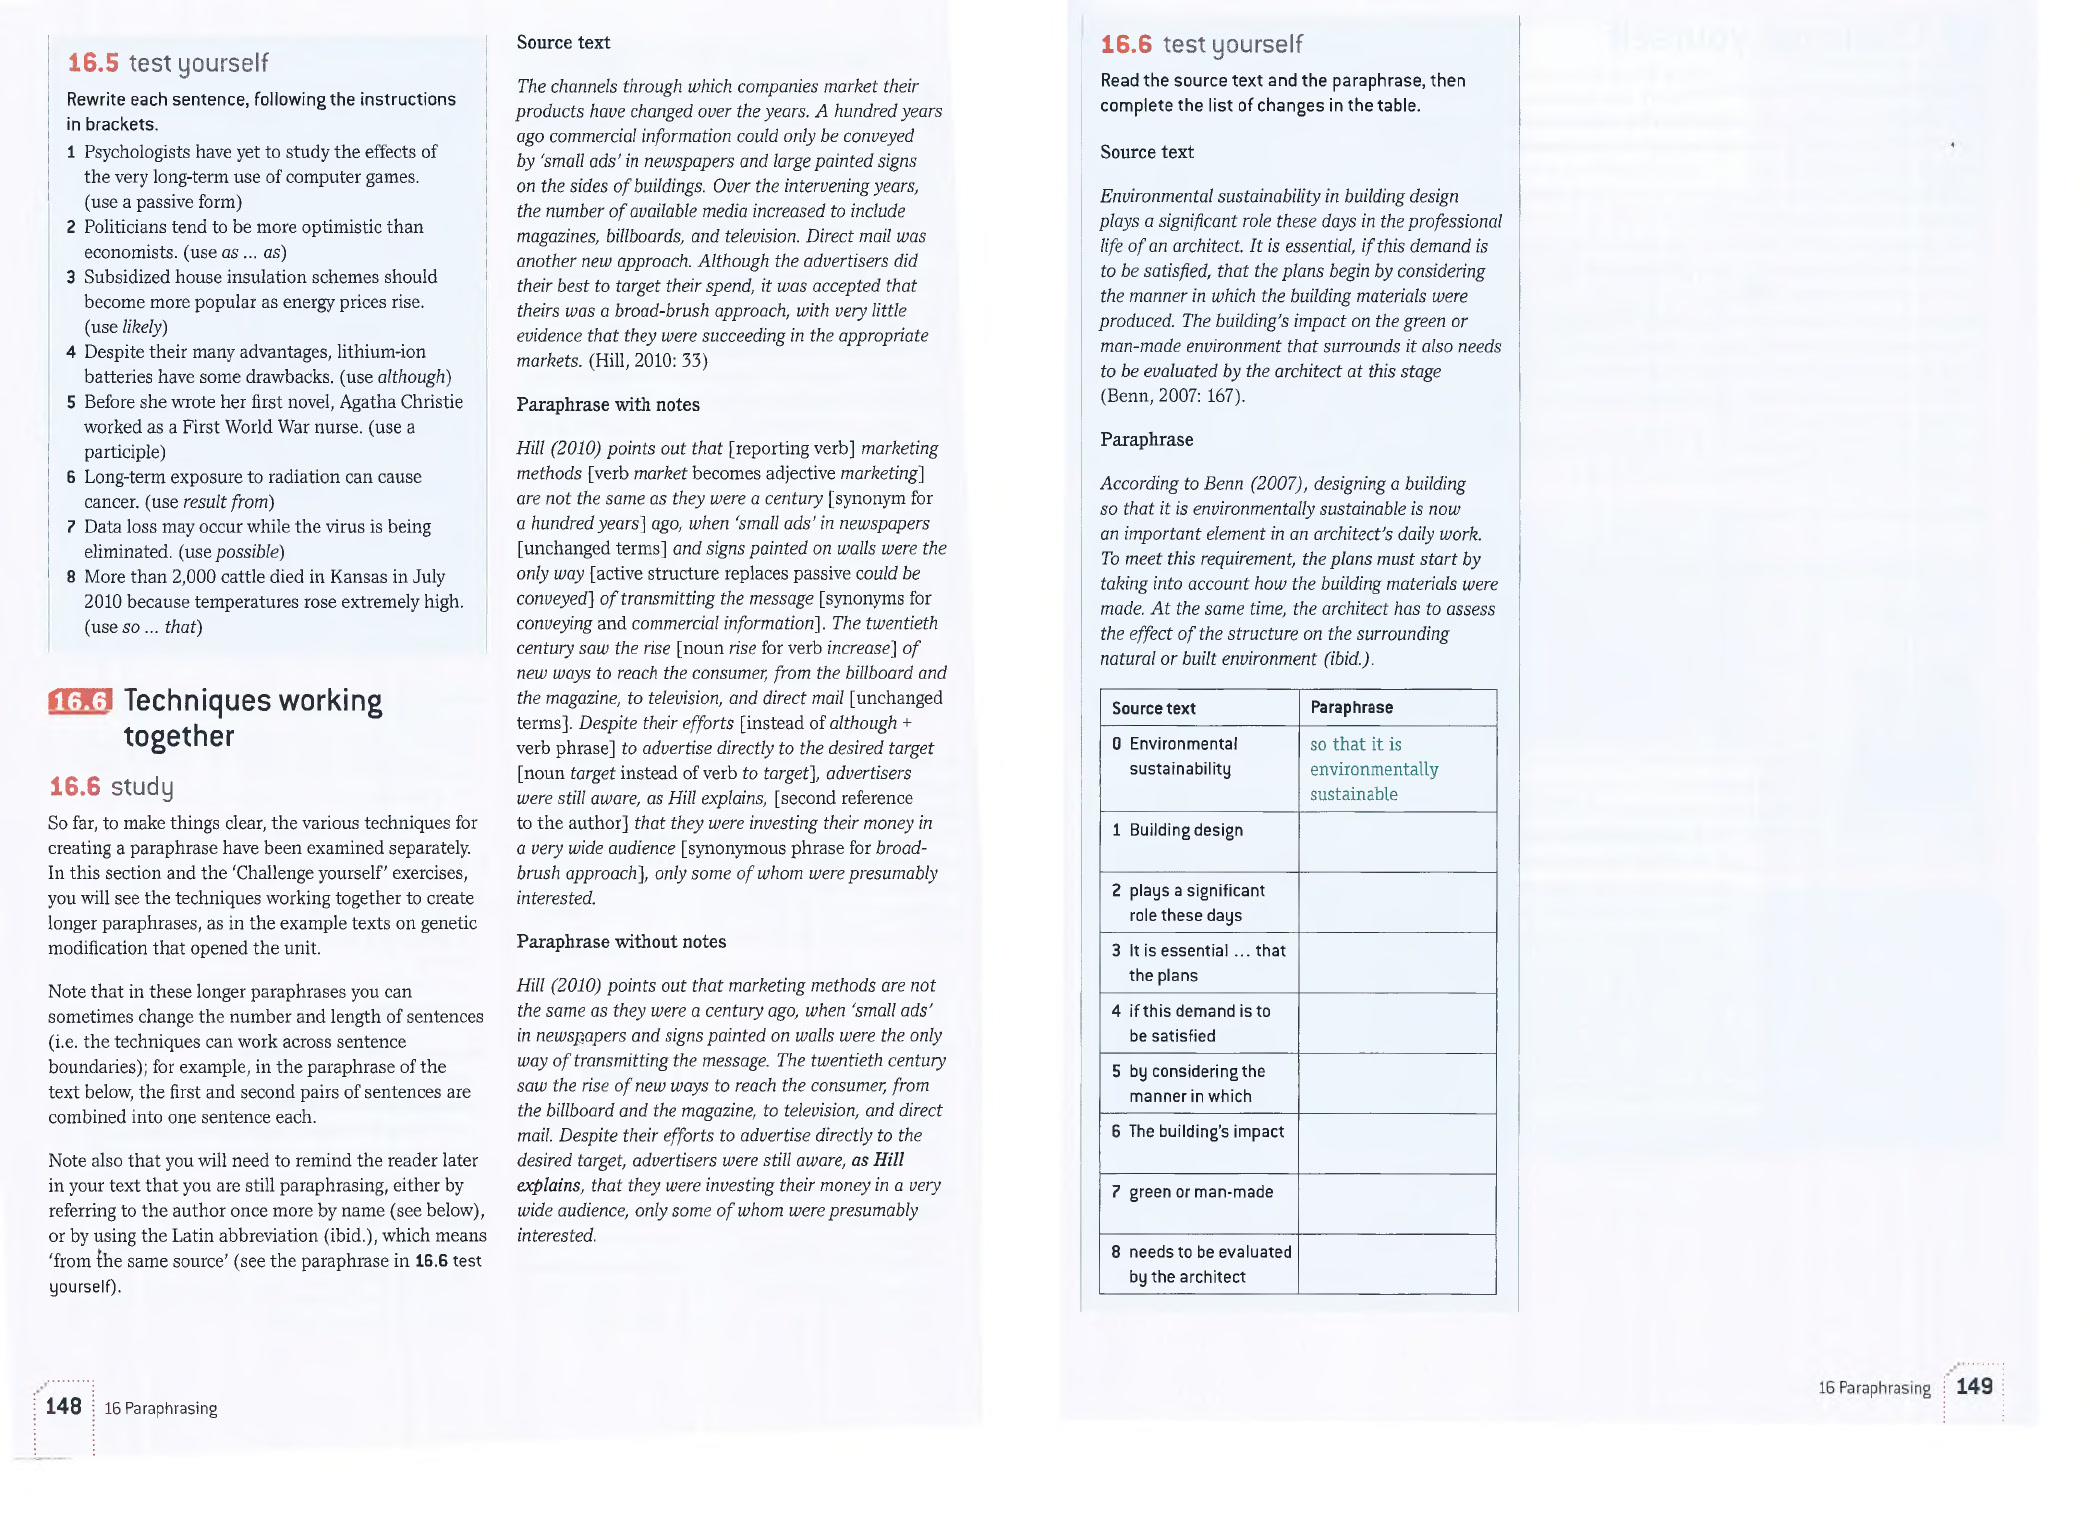 16.5 test yourself
Rewrite each sentence, following the instructions
in brackets.
1 Psychologists have yet to study the effects of
the very long-term use of computer games.
(use a passive form)
2 Politicians tend to be more optimistic than
economists. (use as ... as)
3 Subsidized house insulation schemes should
become more popular as energy prices rise.
(use likely)
4 Despite their many advantages, lithium-ion
batteries have some drawbacks. (use although)
5 Before she wrote her first novel, Agatha Christie
worked as a First World War nurse. (use a
participle)
6 Long-term exposure to radiation can cause
cancer. (use result from)
7 Data loss may occur while the virus is being
eliminated. (use possible)
8 More than 2,000 cattle died in Kansas in July
2010 because temperatures rose extremely high.
(use so ... that)
16.6 Techniques working
together
16.6 study
So far, to make things clear, the various techniques for
creating a paraphrase have been examined separately.
In this section and the 'Challenge yourself' exercises,
you will see the techniques working together to create
longer paraphrases, as in the example texts on genetic
modification that opened the unit.
Note that in these longer paraphrases you can
sometimes change the number and length of sentences
(i.e. the techniques can work across sentence
boundaries); for example, in the paraphrase of the
text below, the first and second pairs of sentences are
combined into one sentence each.
Note also that you will need to remind the reader later
in your text that you are still paraphrasing, either by
referring to the author once more by name (see below),
or by using the Latin abbreviation (ibid.), which means
'from the same source' (see the paraphrase in 16.6 test
yourself).
Source text
The channels through which companies market their
products have changed over the years. A hundred years
ago commercial information could only be conveyed
by 'small ads' in newspapers and large painted signs
on the sides of buildings. Over the intervening years,
the number of available media increased to include
magazines, billboards, and television. Direct mail was
another new approach. Although the advertisers did
their best to target their spend, it was accepted that
theirs was a broad-brush approach, with very little
evidence that they were succeeding in the appropriate
markets. (Hill, 2010: 33)
Paraphrase with notes
Hill (2010) points out that [reporting verb] marketing
methods [verb market becomes adjective marketing]
are not the same as they were a century [synonym for
a hundred years] ago, when 'small ads' in newspapers
[unchanged terms] and signs painted on walls were the
only way [active structure replaces passive could be
conveyed] of transmitting the message [synonyms for
conveying and commercial information]. The twentieth
century saw the rise [noun rise for verb increase] of
new ways to reach the consumer, from the billboard and
the magazine, to television, and direct mail [unchanged
terms]. Despite their efforts [instead of although +
verb phrase] to advertise directly to the desired target
[noun target instead of verb to target], advertisers
were still aware, as Hill explains, [second reference
to the author] that they were investing their money in
a very wide audience [synonymous phrase for broad-
brush approach], only some of whom were presumably
interested.
Paraphrase without notes
Hill (2010) points out that marketing methods are not
the same as they were a century ago, when 'small ads'
in newspapers and signs painted on walls were the only
way of transmitting the message. The twentieth century
saw the rise of new ways to reach the consumer, from
the billboard and the magazine, to television, and direct
mail. Despite their efforts to advertise directly to the
desired target, advertisers were still aware, as Hill
explains, that they were investing their money in a very
wide audience, only some of whom were presumably
interested.
148 16 Paraphrasing
16.6 test yourself
Read the source text and the paraphrase, then
complete the list of changes in the table.
Source text
Environmental sustainability in building design
plays a significant role these days in the professional
life of an architect. It is essential, if this demand is
to be satisfied, that the plans begin by considering
the manner in which the building materials were
produced. The building's impact on the green or
man-made environment that surrounds it also needs
to be evaluated by the architect at this stage
(Benn, 2007: 167).
Paraphrase
According to Benn (2007), designing a building
so that it is environmentally sustainable is now
an important element in an architect's daily work.
To meet this requirement, the plans must start by
taking into account how the building materials were
made. At the same time, the architect has to assess
the effect of the structure on the surrounding
natural or built environment (ibid.).
Source text Paraphrase
0 Environmental so that it is
sustainability environmentally
sustainable
1 Building design
2 plays a significant
role these days
3 It is essential ... that
the plans
4 if this demand is to
be satisfied
5 by considering the
manner in which
6 The building's impact
7 green or man-made
8 needs to be evaluated
by the architect
16 Paraphrasing 149